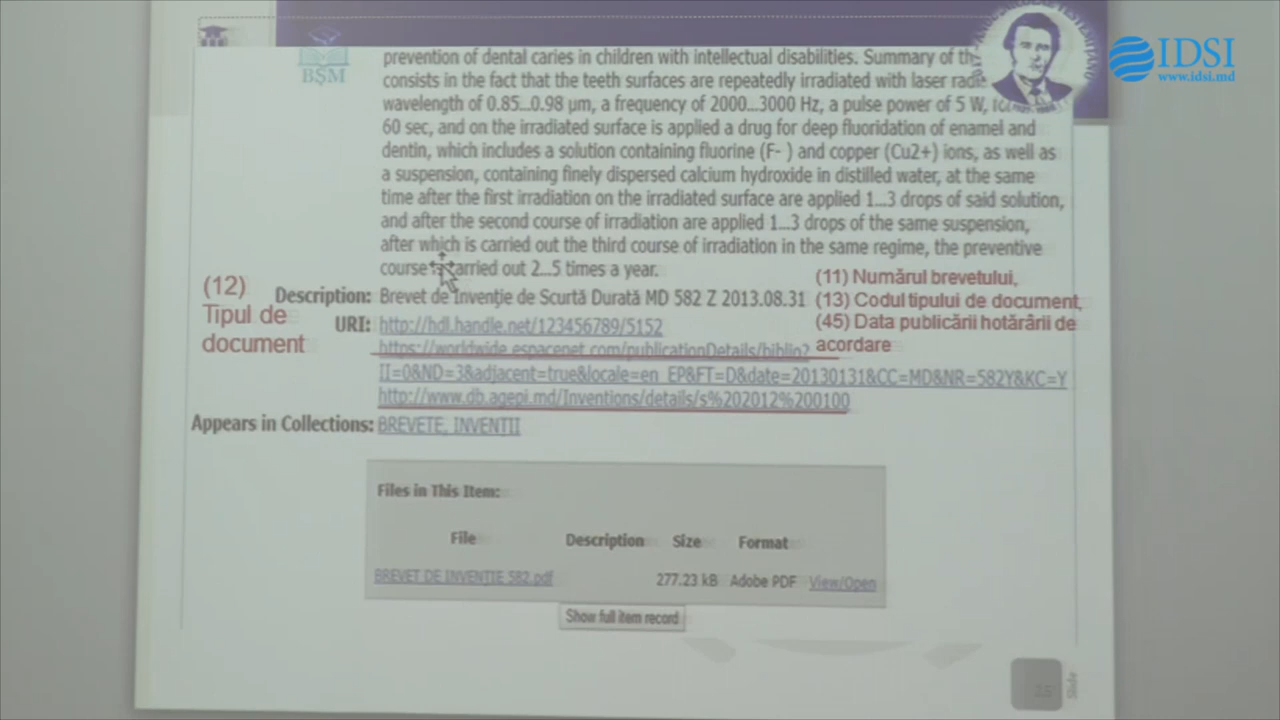 IDSI
www.idsi.md
BȘM
prevention of dental caries in children with intellectual disabilities. Summary of
consists in the fact that the teeth surfaces are repeatedly irradiated with laser
wavelength of 0.85...0.98 µm, a frequency of 2000...3000 Hz, a pulse power of 5 W,
60 sec, and on the irradiated surface is applied a drug for deep fluoridation of enamel and
dentin, which includes a solution containing fluorine (F- ) and copper (Cu2+) ions, as well as
a suspension, containing finely dispersed calcium hydroxide in distilled water, at the same
time after the first irradiation on the irradiated surface are applied 1...3 drops of said solution,
and after the second course of irradiation are applied 1...3 drops of the same suspension,
after which is carried out the third course of irradiation in the same regime, the preventive
course carried out 2...5 times a year.
(12)
Tipul de
document
Description: Brevet de Invenție de Scurtă Durată MD 582 Z 2013.08.31
(11) Numărul brevetului,
(13) Codul tipului de document,
(45) Data publicării hotărârii de
acordare
URI: http://hdl.handle.net/123456789/5152
https://worldwide.espacenet.com/publicationDetails/biblio?
II=0&ND=3&adjacent=true&locale=en_EP&FT=D&date=20130131&CC=MD&NR=582Y&KC=Y
http://www.db.agepi.md/Inventions/details/s%202012%200100
Appears in Collections: BREVETE, INVENȚII
Files in This Item:
File Description Size Format
BREVET DE INVENȚIE 582.pdf 277.23 kB Adobe PDF View/Open
Show full item record
Slide